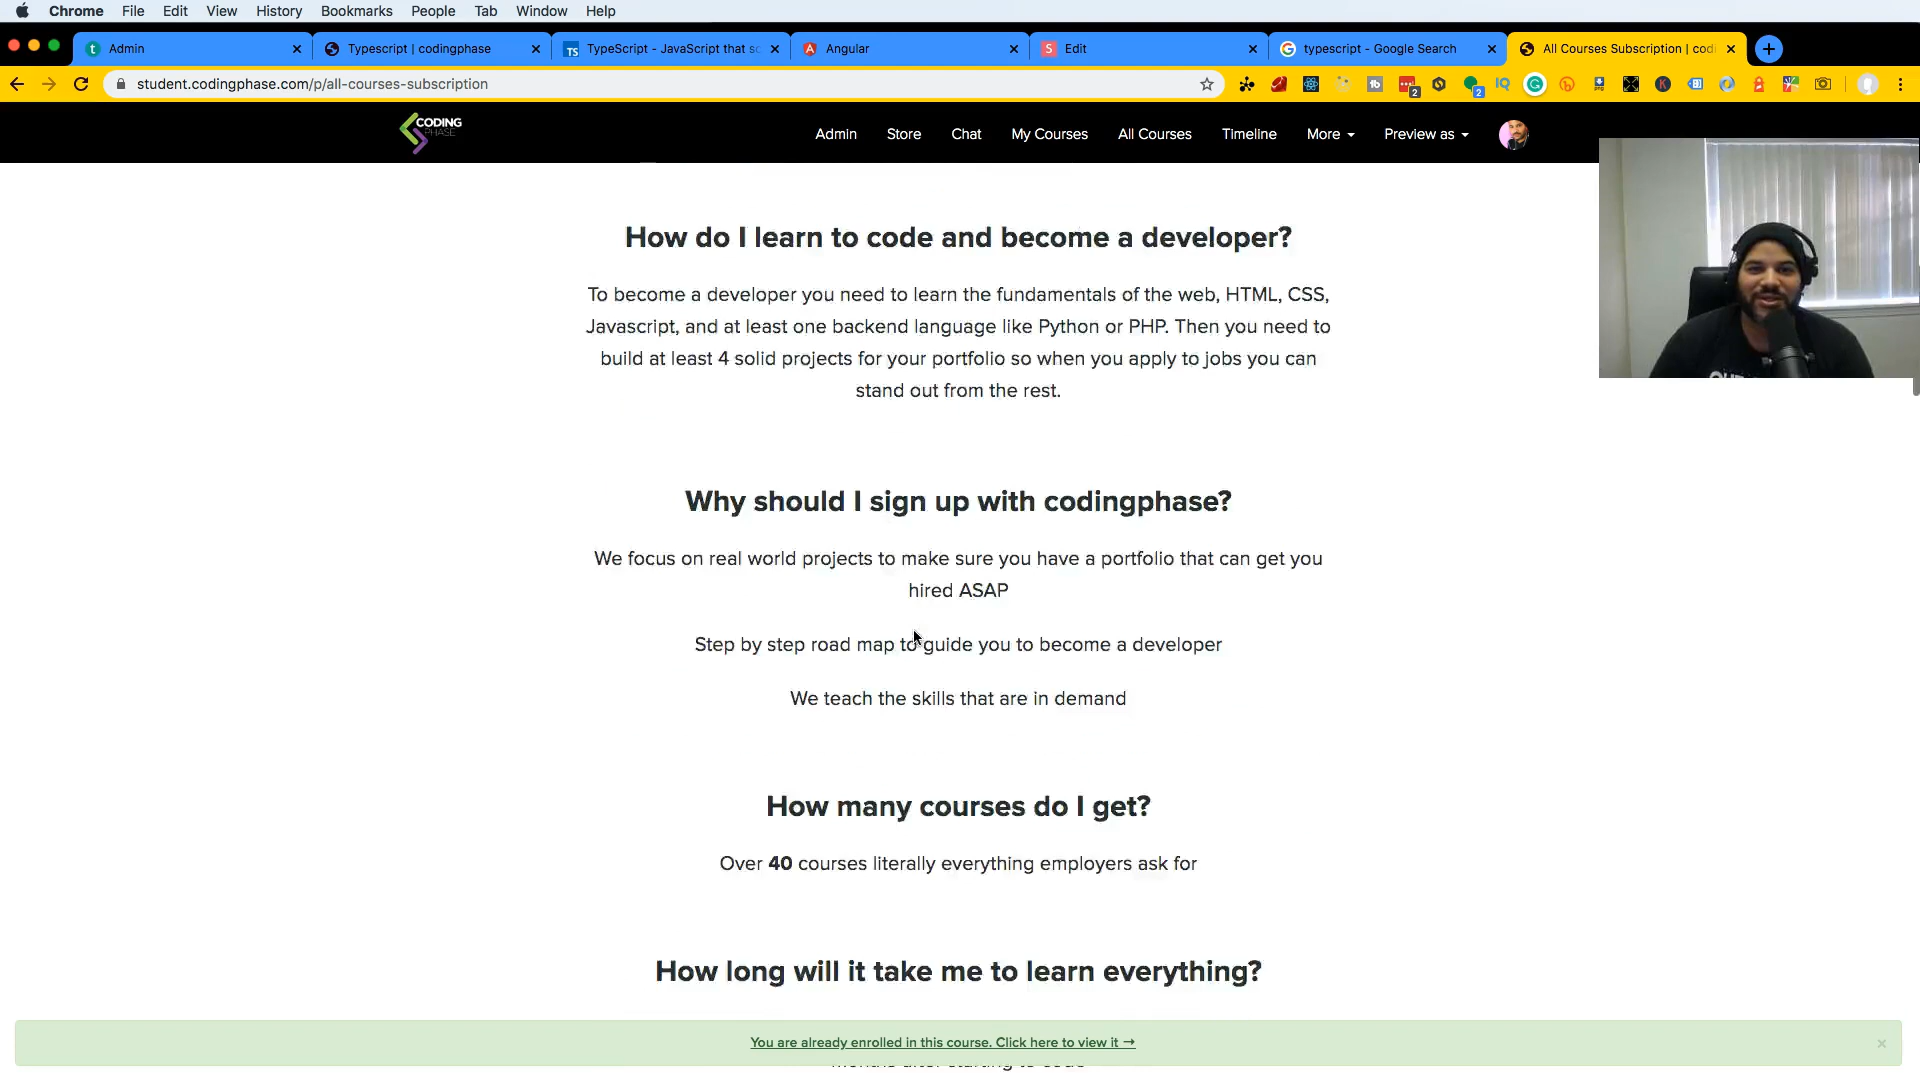 Chrome File Edit View History Bookmarks People Tab Window Help
Admin Typescript | codingphase TypeScript - JavaScript that sc Angular Edit typescript - Google Search All Courses Subscription | codi
student.codingphase.com/p/all-courses-subscription
CODING
PHASE
Admin Store Chat My Courses All Courses Timeline More Preview as
How do I learn to code and become a developer?
To become a developer you need to learn the fundamentals of the web, HTML, CSS,
Javascript, and at least one backend language like Python or PHP. Then you need to
build at least 4 solid projects for your portfolio so when you apply to jobs you can
stand out from the rest.
Why should I sign up with codingphase?
We focus on real world projects to make sure you have a portfolio that can get you
hired ASAP
Step by step road map to guide you to become a developer
We teach the skills that are in demand
How many courses do I get?
Over 40 courses literally everything employers ask for
How long will it take me to learn everything?
You are already enrolled in this course. Click here to view it →